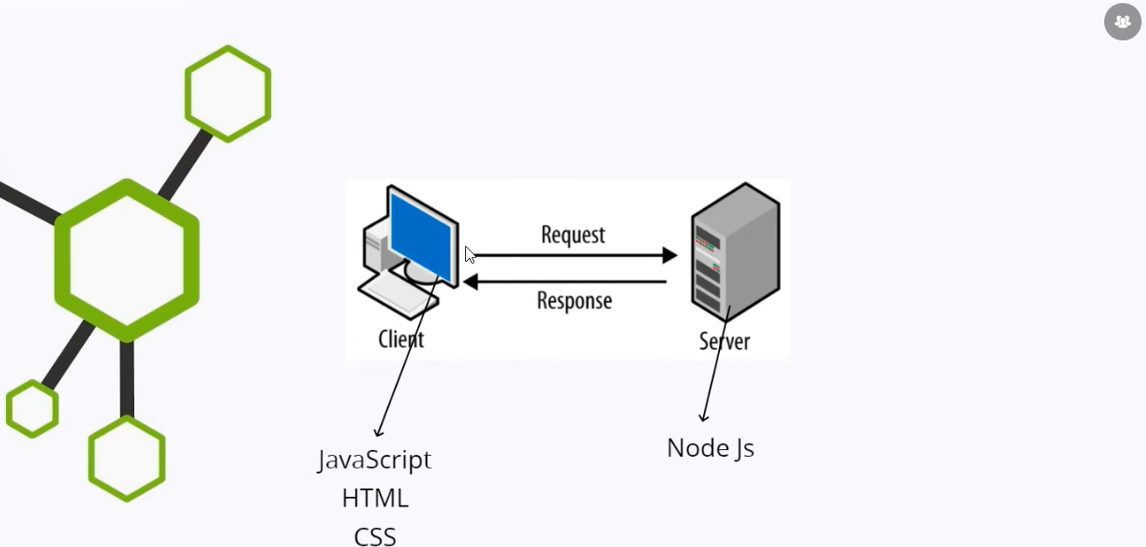 Request
Response
Client
Server
JavaScript
HTML
CSS
Node Js